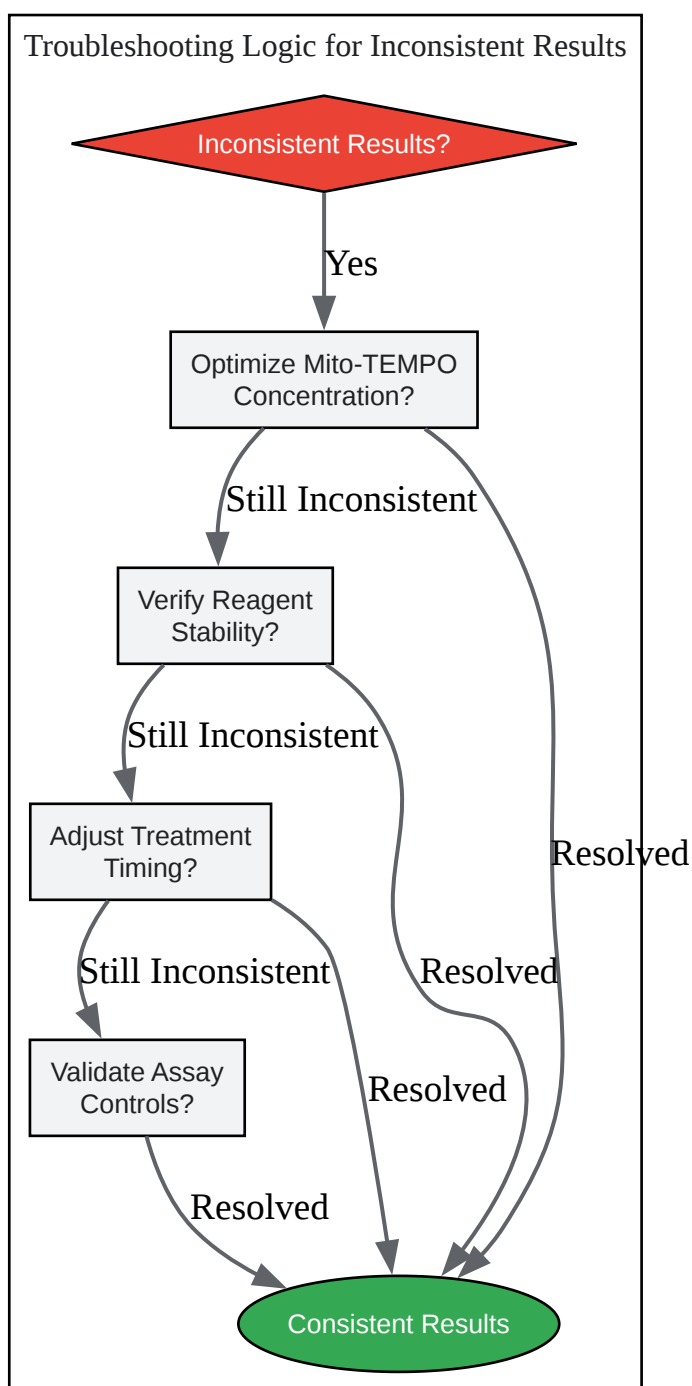 Troubleshooting Logic for Inconsistent Results
Inconsistent Results?
Yes
Optimize Mito-TEMPO
Concentration?
Still Inconsistent
Verify Reagent
Stability?
Still Inconsistent
Adjust Treatment
Timing?
Resolved
Still Inconsistent
Resolved
Validate Assay
Controls?
Resolved
Resolved
Consistent Results